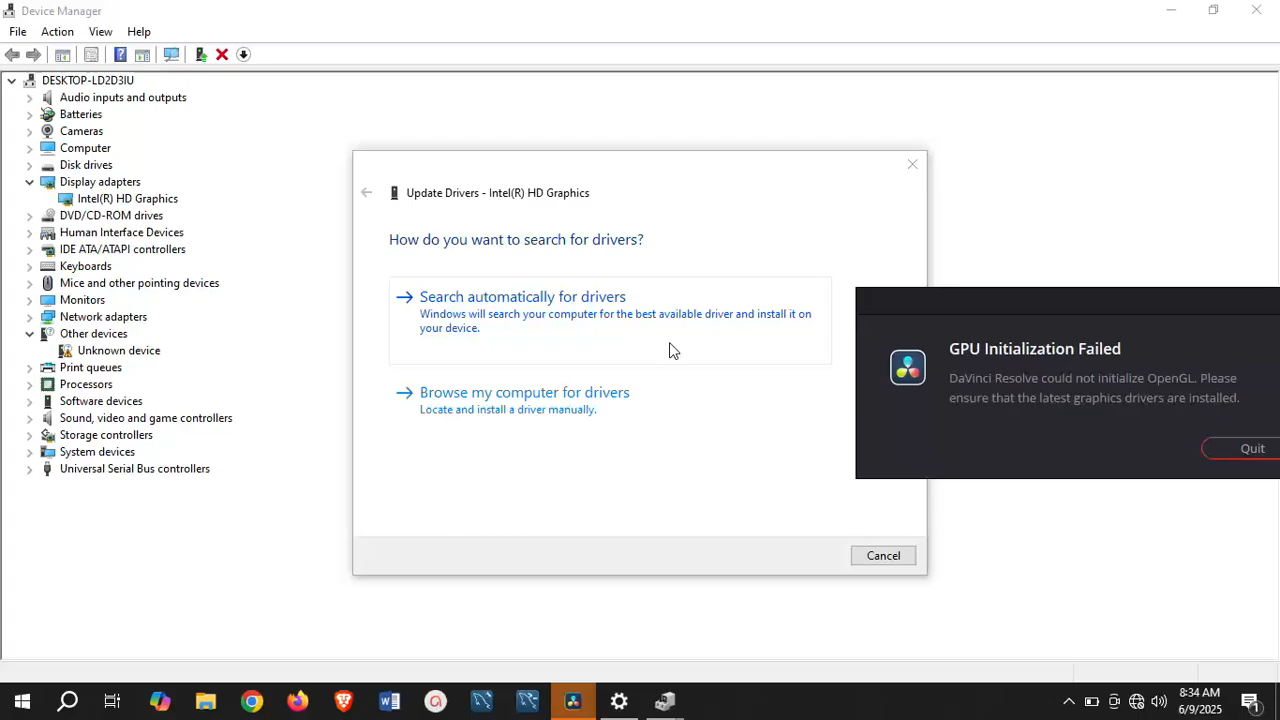 Device Manager
File Action View Help
DESKTOP-LD2D3IU
Audio inputs and outputs
Batteries
Cameras
Computer
Disk drives
Display adapters
Intel(R) HD Graphics
DVD/CD-ROM drives
Human Interface Devices
IDE ATA/ATAPI controllers
Keyboards
Mice and other pointing devices
Monitors
Network adapters
Other devices
Unknown device
Print queues
Processors
Software devices
Sound, video and game controllers
Storage controllers
System devices
Universal Serial Bus controllers
Update Drivers - Intel(R) HD Graphics
How do you want to search for drivers?
Search automatically for drivers
Windows will search your computer for the best available driver and install it on
your device.
Browse my computer for drivers
Locate and install a driver manually.
Cancel
GPU Initialization Failed
DaVinci Resolve could not initialize OpenGL. Please
ensure that the latest graphics drivers are installed.
Quit
8:34 AM
6/9/2025
1